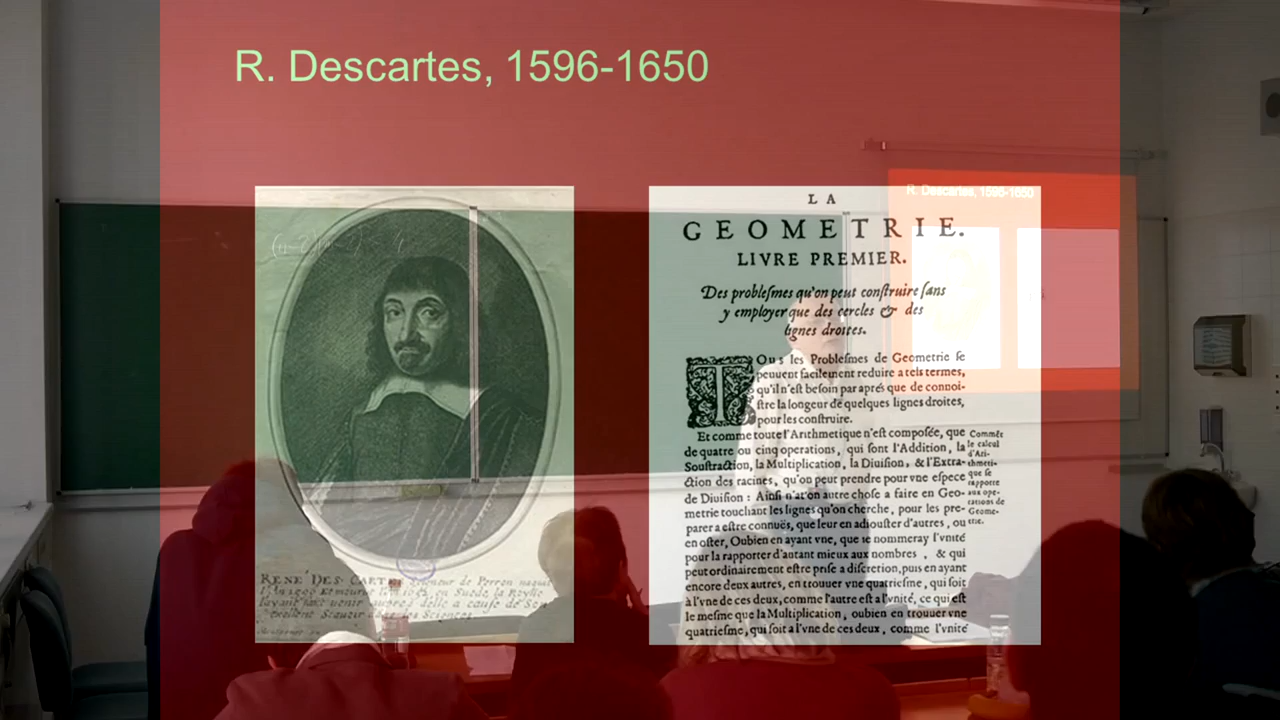 R. Descartes, 1596-1650
R. Descartes, 1596-1650
LA
GEOMETRIE.
LIVRE PREMIER.
Des problesmes qu'on peut construire sans
y employer que des cercles & des
lignes droites.
TOus les Problesmes de Geometrie se
peuuent facilement reduire a tels termes,
qu'il n'est besoin par aprés que de connoi-
stre la longeur de quelques lignes droites,
pour les construire.
Et comme toute l'Arithmetique n'est composée, que
de quatre ou cinq operations, qui sont l'Addition, la
Soustraction, la Multiplication, la Diuision, & l'Extra-
ction des racines, qu'on peut prendre pour vne espece
de Diuision : Ainsi n'at'on autre chose a faire en Geo-
metrie touchant les lignes qu'on cherche, pour les pre-
parer a estre connuës, que leur en adiouster d'autres, ou
en oster, Oubien en ayant vne, que ie nommeray l'vnité
pour la rapporter d'autant mieux aux nombres, & qui
peut ordinairement estre prise a discretion, puis en ayant
encore deux autres, en trouuer vne quatriesme, qui soit
à l'vne de ces deux, comme l'autre est a l'vnité, ce qui est
le mesme que la Multiplication, oubien en trouuer vne
quatriesme, qui soit a l'vne de ces deux, comme l'vnité
Commēt
le calcul
d'Ari-
thmeti-
que se
rapporte
aux ope-
rations de
Geome-
trie.
RENÉ DES-CART